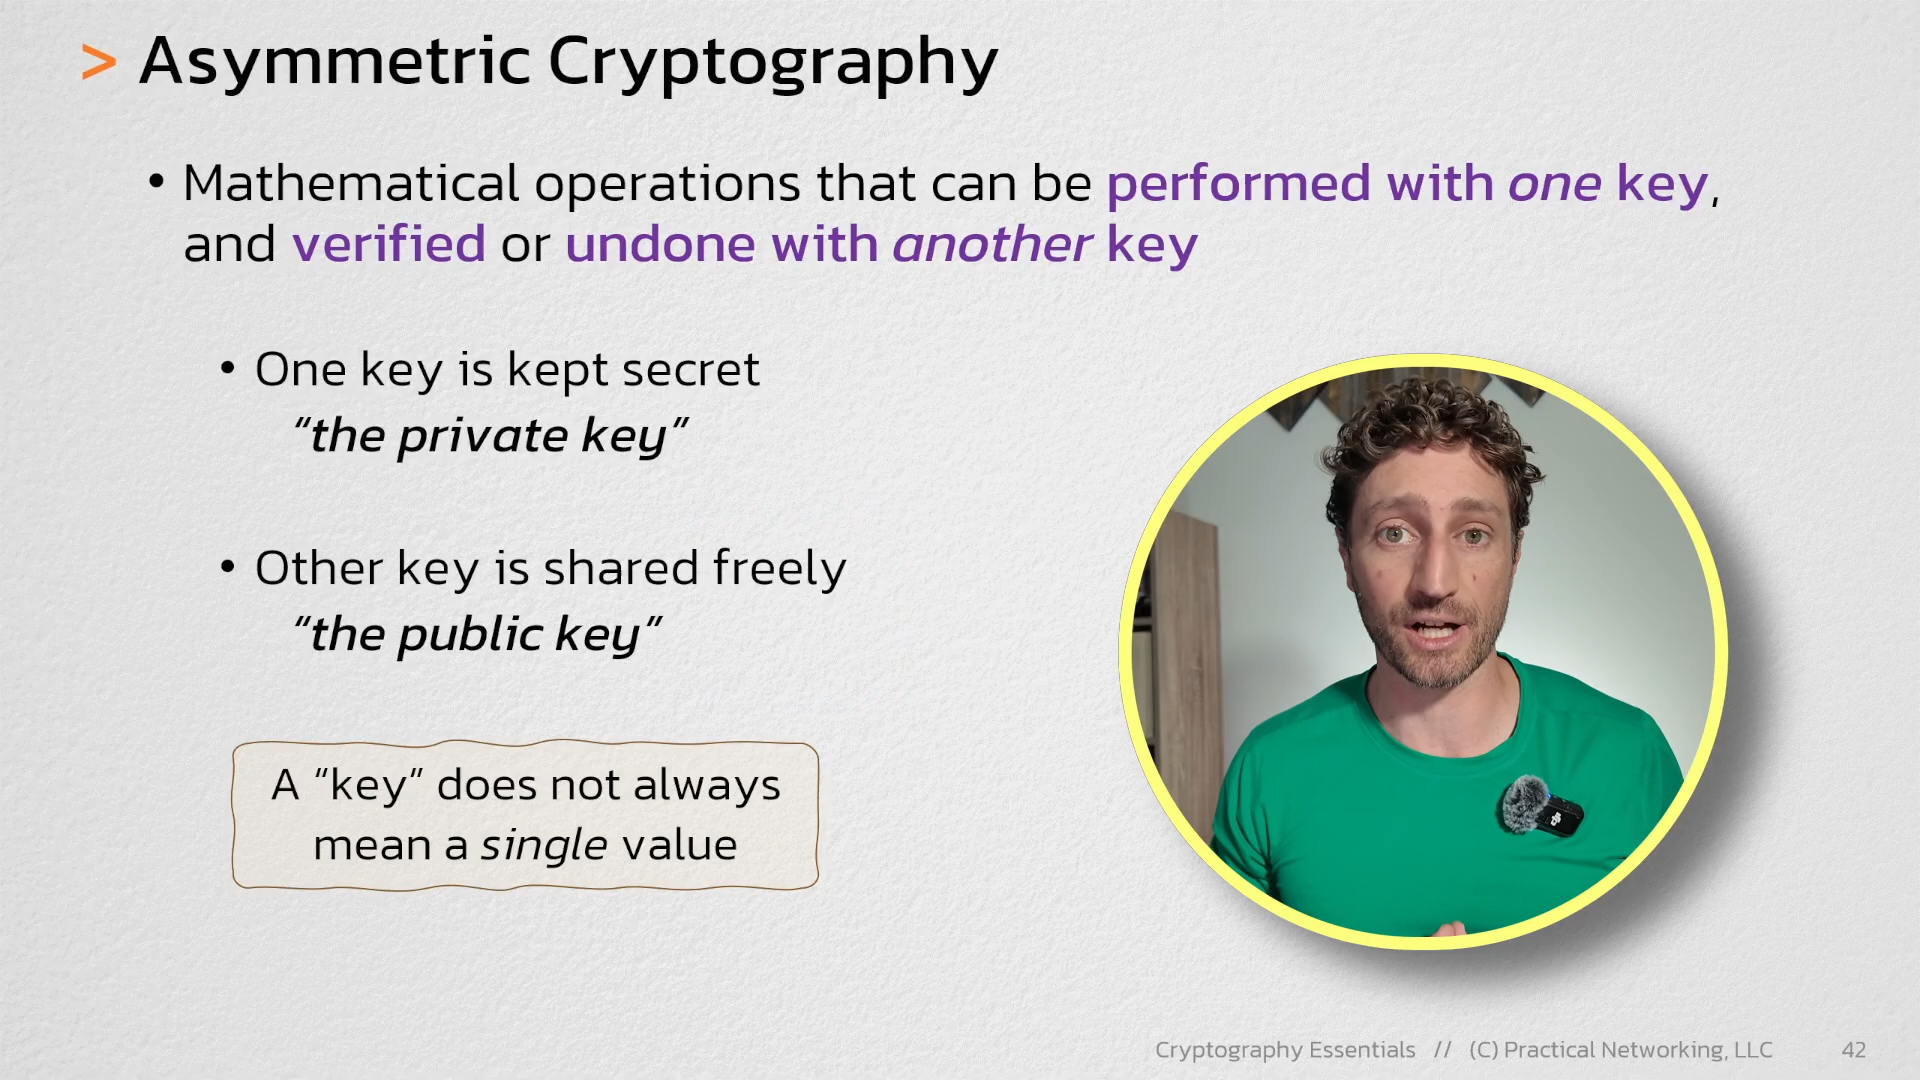 > Asymmetric Cryptography
• Mathematical operations that can be performed with one key,
and verified or undone with another key
• One key is kept secret
“the private key”
• Other key is shared freely
“the public key”
A “key” does not always
mean a single value
Cryptography Essentials // (C) Practical Networking, LLC 42